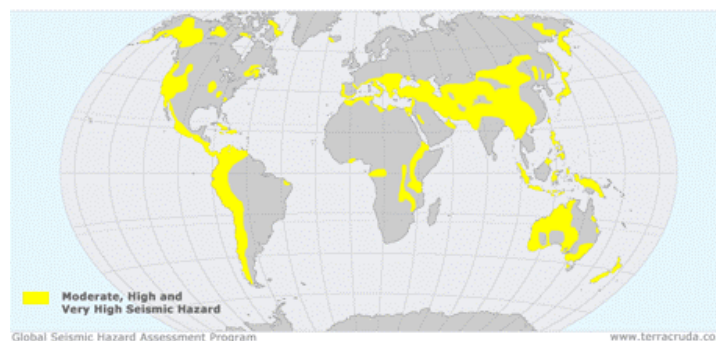 Moderate, High and
Very High Seismic Hazard
Global Seismic Hazard Assessment Program
www.terracruda.co